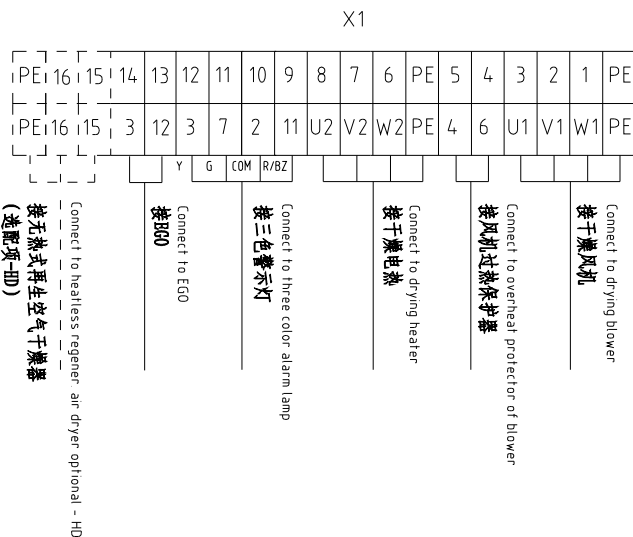 X1
PE 16 15 14 13 12 11 10 9 8 7 6 PE 5 4 3 2 1 PE
PE 16 15 3 12 3 7 2 11 U2 V2 W2 PE 4 6 U1 V1 W1 PE
Y G COM R/BZ
Connect to drying blower
接干燥风机
Connect to overheat protector of blower
接风机过热保护器
Connect to drying heater
接干燥电热
Connect to three color alarm lamp
接三色警示灯
Connect to EGO
接EGO
Connect to heatless regener. air dryer optional - HD
接无热式再生空气干燥器
(选配项-HD)